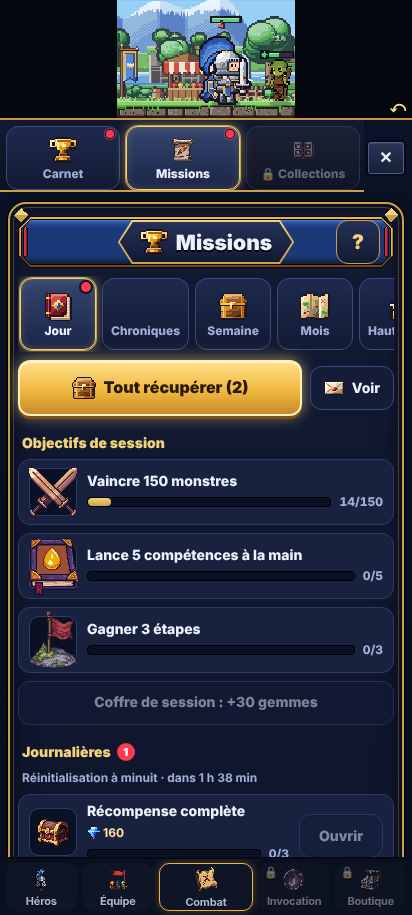 Carnet
Missions
Collections
×
Missions
?
Jour
Chroniques
Semaine
Mois
Tout récupérer (2)
Voir
Objectifs de session
Vaincre 150 monstres
14/150
Lance 5 compétences à la main
0/5
Gagner 3 étapes
0/3
Coffre de session : +30 gemmes
Journalières 1
Réinitialisation à minuit · dans 1 h 38 min
Récompense complète
160
0/3
Ouvrir
Héros
Équipe
Combat
Invocation
Boutique